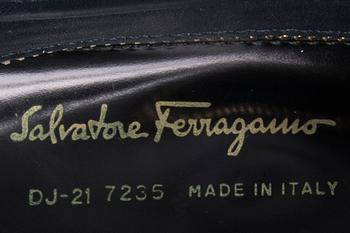 Salvatore Ferragamo
DJ-21 7235 MADE IN ITALY